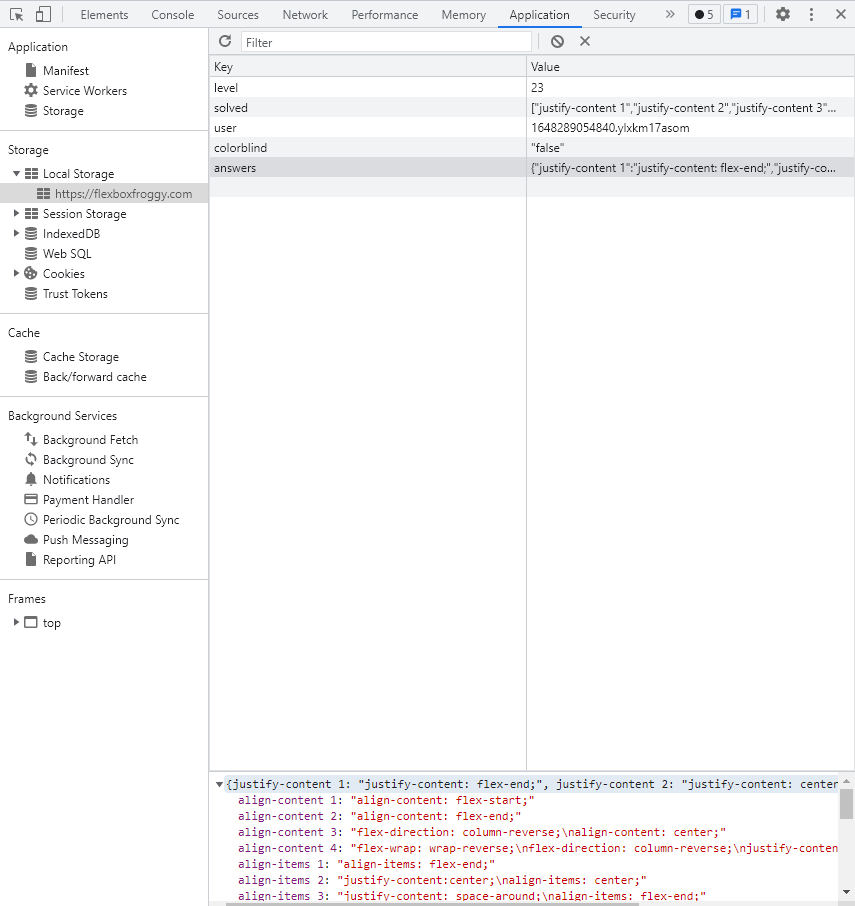 Elements Console Sources Network Performance Memory Application Security » 5 1
Application
Manifest
Service Workers
Storage
Storage
Local Storage
https://flexboxfroggy.com
Session Storage
IndexedDB
Web SQL
Cookies
Trust Tokens
Cache
Cache Storage
Back/forward cache
Background Services
Background Fetch
Background Sync
Notifications
Payment Handler
Periodic Background Sync
Push Messaging
Reporting API
Frames
top
Filter
Key Value
level 23
solved ["justify-content 1","justify-content 2","justify-content 3"…
user 1648289054840.ylxkm17asom
colorblind "false"
answers {"justify-content 1":"justify-content: flex-end;","justify-co…
{justify-content 1: "justify-content: flex-end;", justify-content 2: "justify-content: center
align-content 1: "align-content: flex-start;"
align-content 2: "align-content: flex-end;"
align-content 3: "flex-direction: column-reverse;\nalign-content: center;"
align-content 4: "flex-wrap: wrap-reverse;\nflex-direction: column-reverse;\njustify-conten
align-items 1: "align-items: flex-end;"
align-items 2: "justify-content:center;\nalign-items: center;"
align-items 3: "justify-content: space-around;\nalign-items: flex-end;"